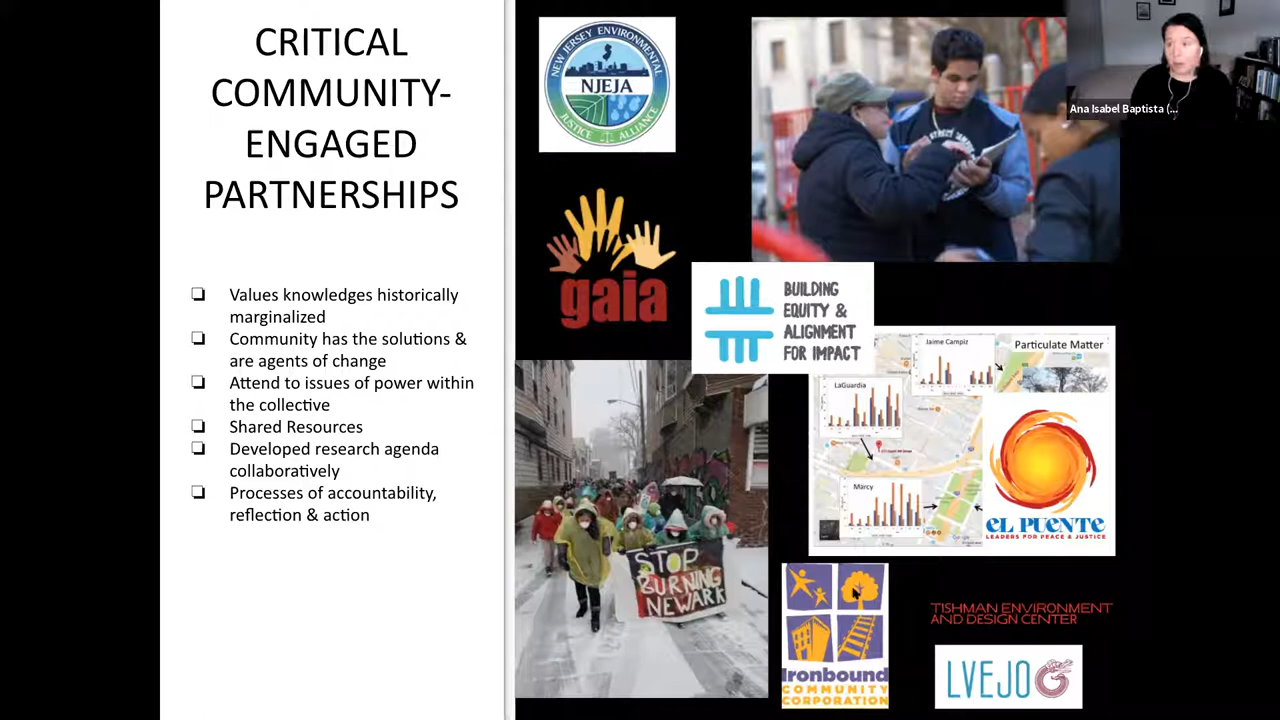 CRITICAL
COMMUNITY-
ENGAGED
PARTNERSHIPS
❏ Values knowledges historically
marginalized
❏ Community has the solutions &
are agents of change
❏ Attend to issues of power within
the collective
❏ Shared Resources
❏ Developed research agenda
collaboratively
❏ Processes of accountability,
reflection & action
NEW JERSEY ENVIRONMENTAL
NJEJA
JUSTICE ALLIANCE
gaia
Ana Isabel Baptista (...
BUILDING
EQUITY &
ALIGNMENT
FOR IMPACT
Jaime Campiz
Particulate Matter
LaGuardia
Marcy
EL PUENTE
LEADERS FOR PEACE & JUSTICE
STOP
BURNING
NEWARK
Ironbound
COMMUNITY
CORPORATION
TISHMAN ENVIRONMENT
AND DESIGN CENTER
LVEJO